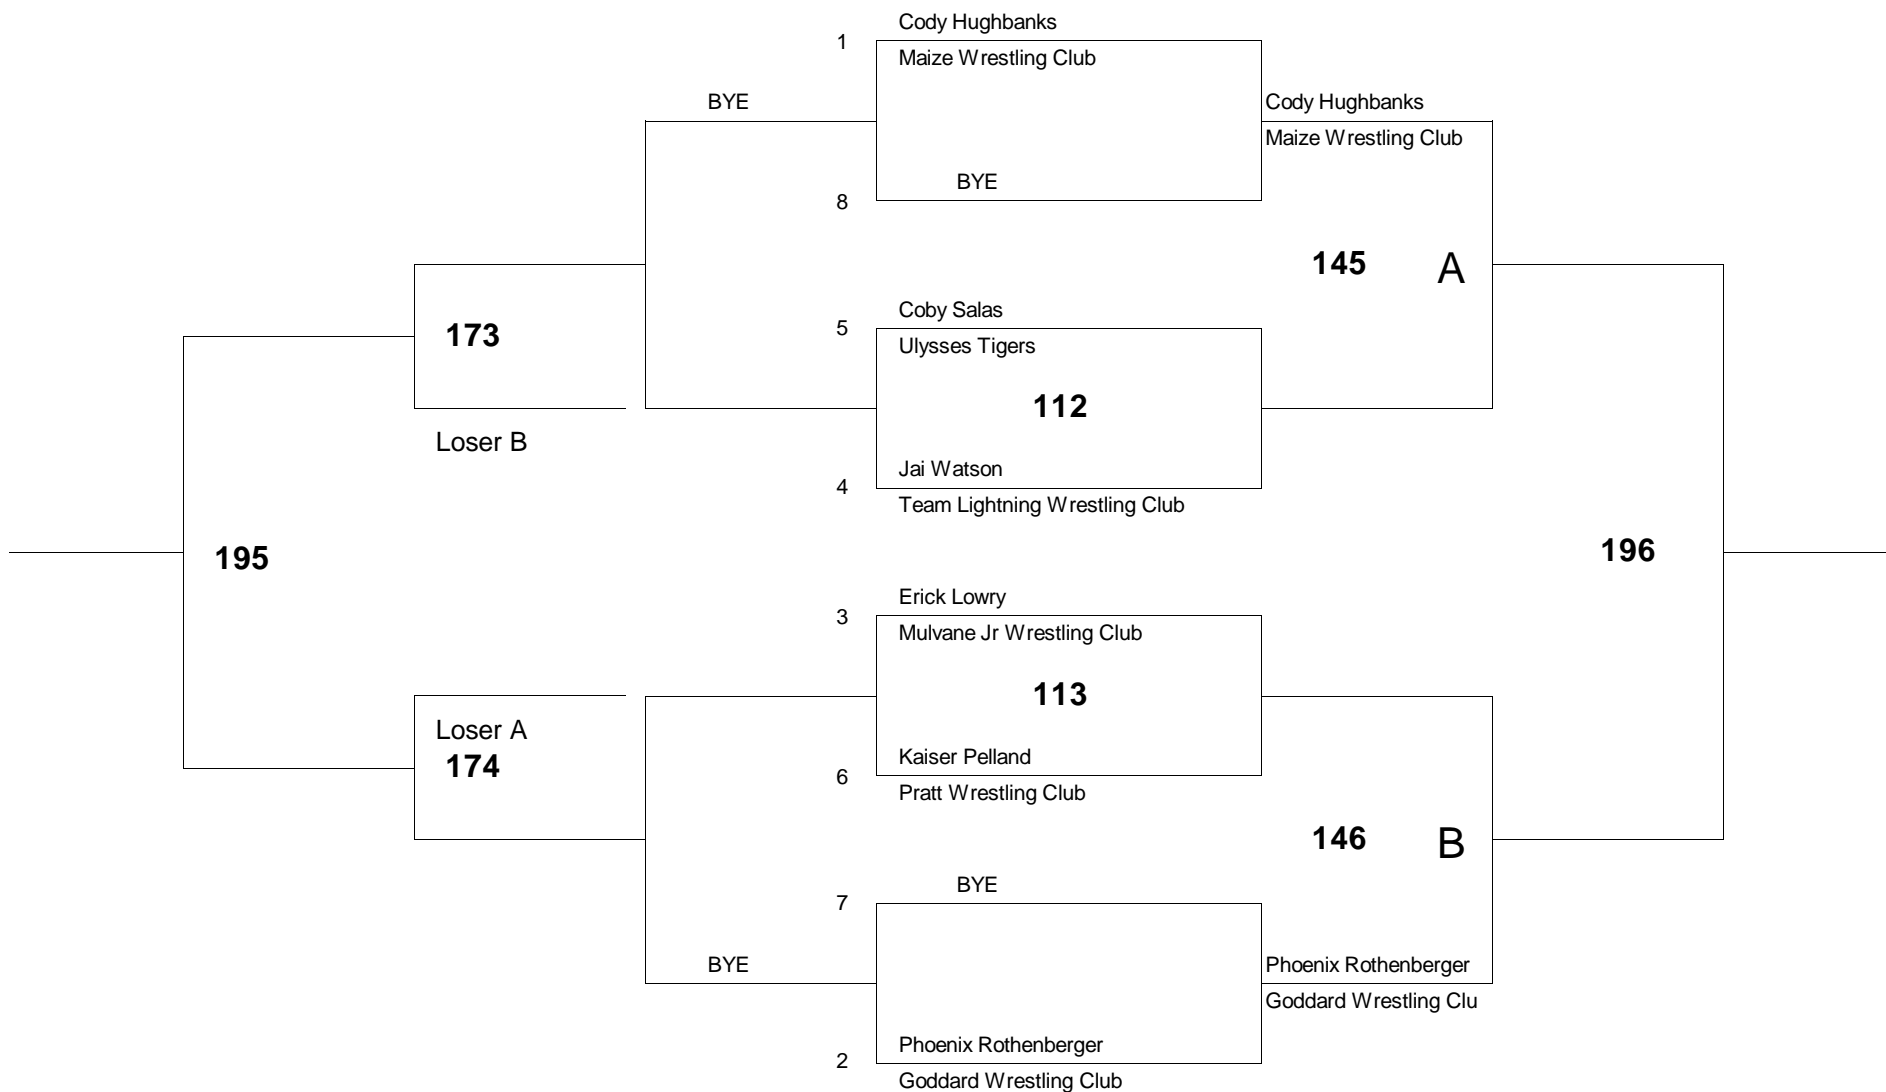 Cody Hughbanks
1
Maize Wrestling Club
BYE
Cody Hughbanks
Maize Wrestling Club
BYE
8
145
A
Coby Salas
5
Ulysses Tigers
173
112
Loser B
Jai Watson
4
Team Lightning Wrestling Club
195
196
Erick Lowry
3
Mulvane Jr Wrestling Club
113
Loser A
174
Kaiser Pelland
6
Pratt Wrestling Club
146
B
BYE
7
BYE
Phoenix Rothenberger
Goddard Wrestling Clu
Phoenix Rothenberger
2
Goddard Wrestling Club